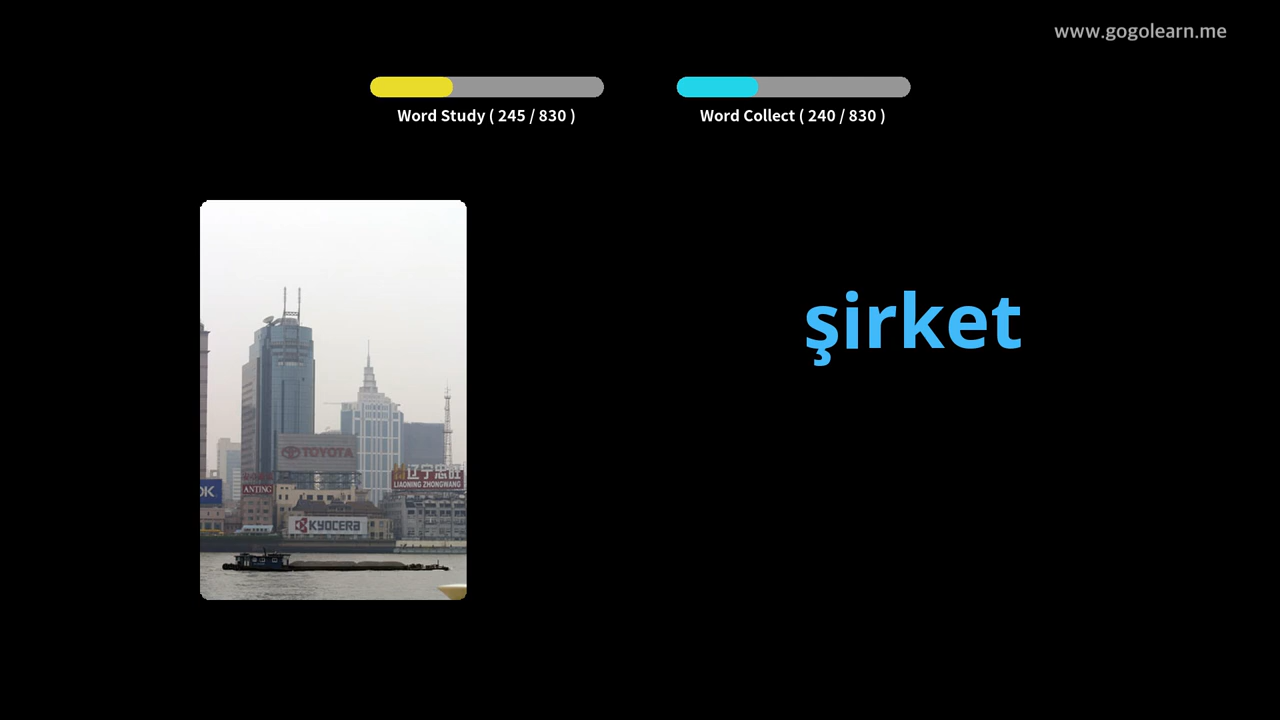 www.gogolearn.me
Word Study ( 245 / 830 )
Word Collect ( 240 / 830 )
şirket
TOYOTA
辽宁忠旺
LIAONING ZHONGWANG
OK
ANTING
KYOCERA